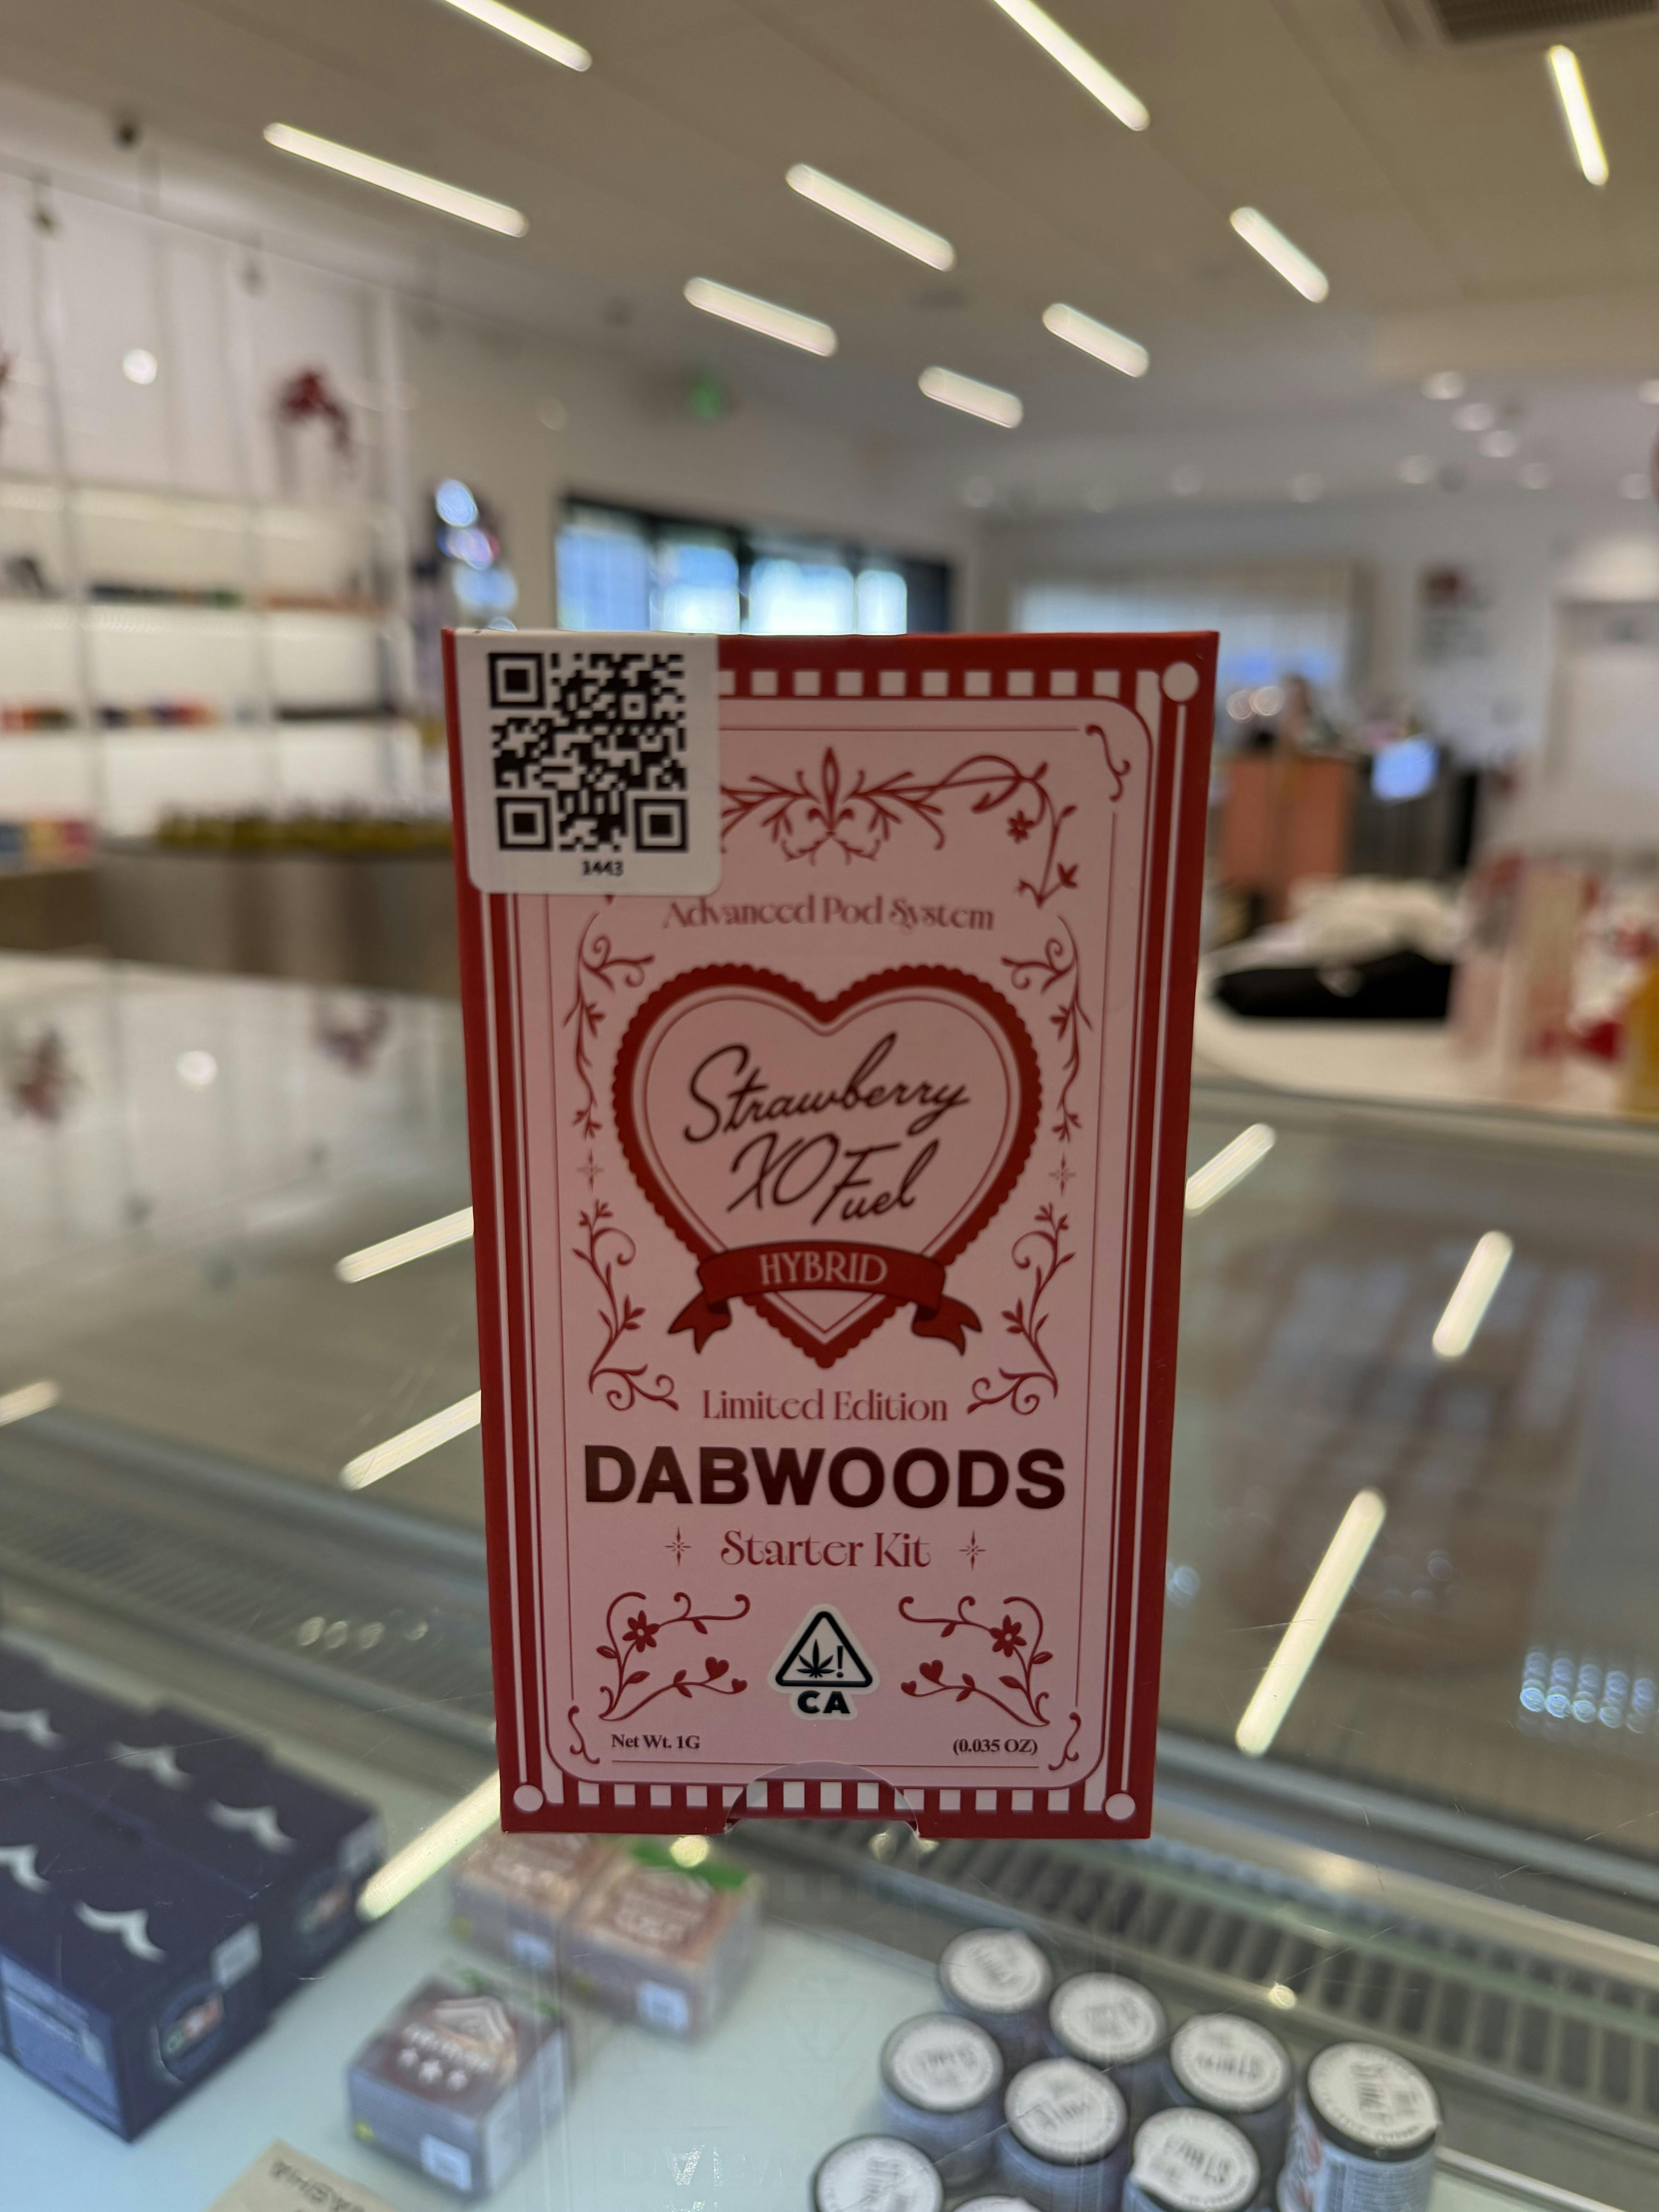 1443
Advanced Pod System
Strawberry
XO Fuel
HYBRID
Limited Edition
DABWOODS
Starter Kit
CA
Net Wt. 1G
(0.035 OZ)